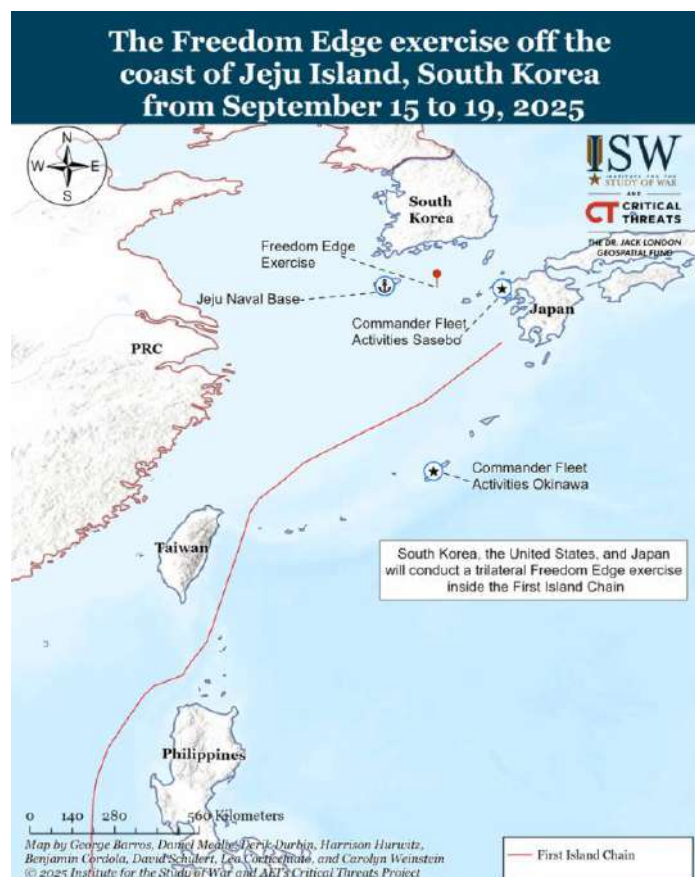 The Freedom Edge exercise off the
coast of Jeju Island, South Korea
from September 15 to 19, 2025
N
W E
S
ISW
INSTITUTE FOR THE
STUDY OF WAR
AND
CT CRITICAL
THREATS
THE DR. JACK LONDON
GEOSPATIAL FUND
South
Korea
Freedom Edge
Exercise
Jeju Naval Base
Commander Fleet
Activities Sasebo
Japan
PRC
Commander Fleet
Activities Okinawa
Taiwan
South Korea, the United States, and Japan
will conduct a trilateral Freedom Edge exercise
inside the First Island Chain
Philippines
0 140 280 560 Kilometers
Map by George Barros, Daniel Mealie, Derik Durbin, Harrison Hurwitz,
Benjamin Cordola, David Schulert, Lea Corticchiato, and Carolyn Weinstein
© 2025 Institute for the Study of War and AEI's Critical Threats Project
First Island Chain